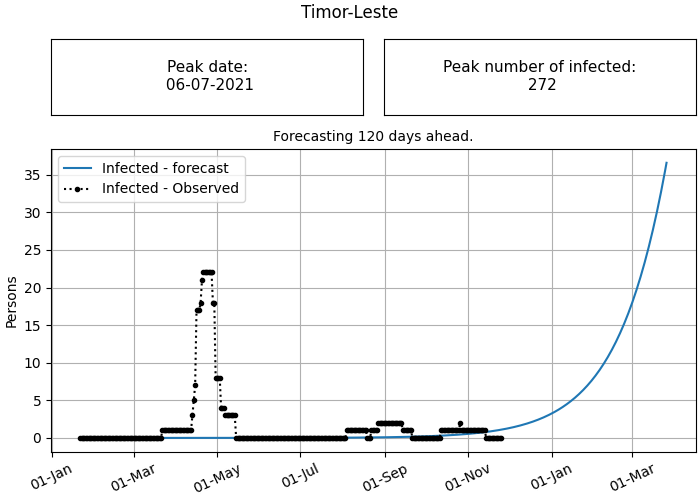 Timor-Leste
Peak date:
06-07-2021
Peak number of infected:
272
Forecasting 120 days ahead.
Infected - forecast
Infected - Observed
Persons
35
30
25
20
15
10
5
0
01-Jan
01-Mar
01-May
01-Jul
01-Sep
01-Nov
01-Jan
01-Mar